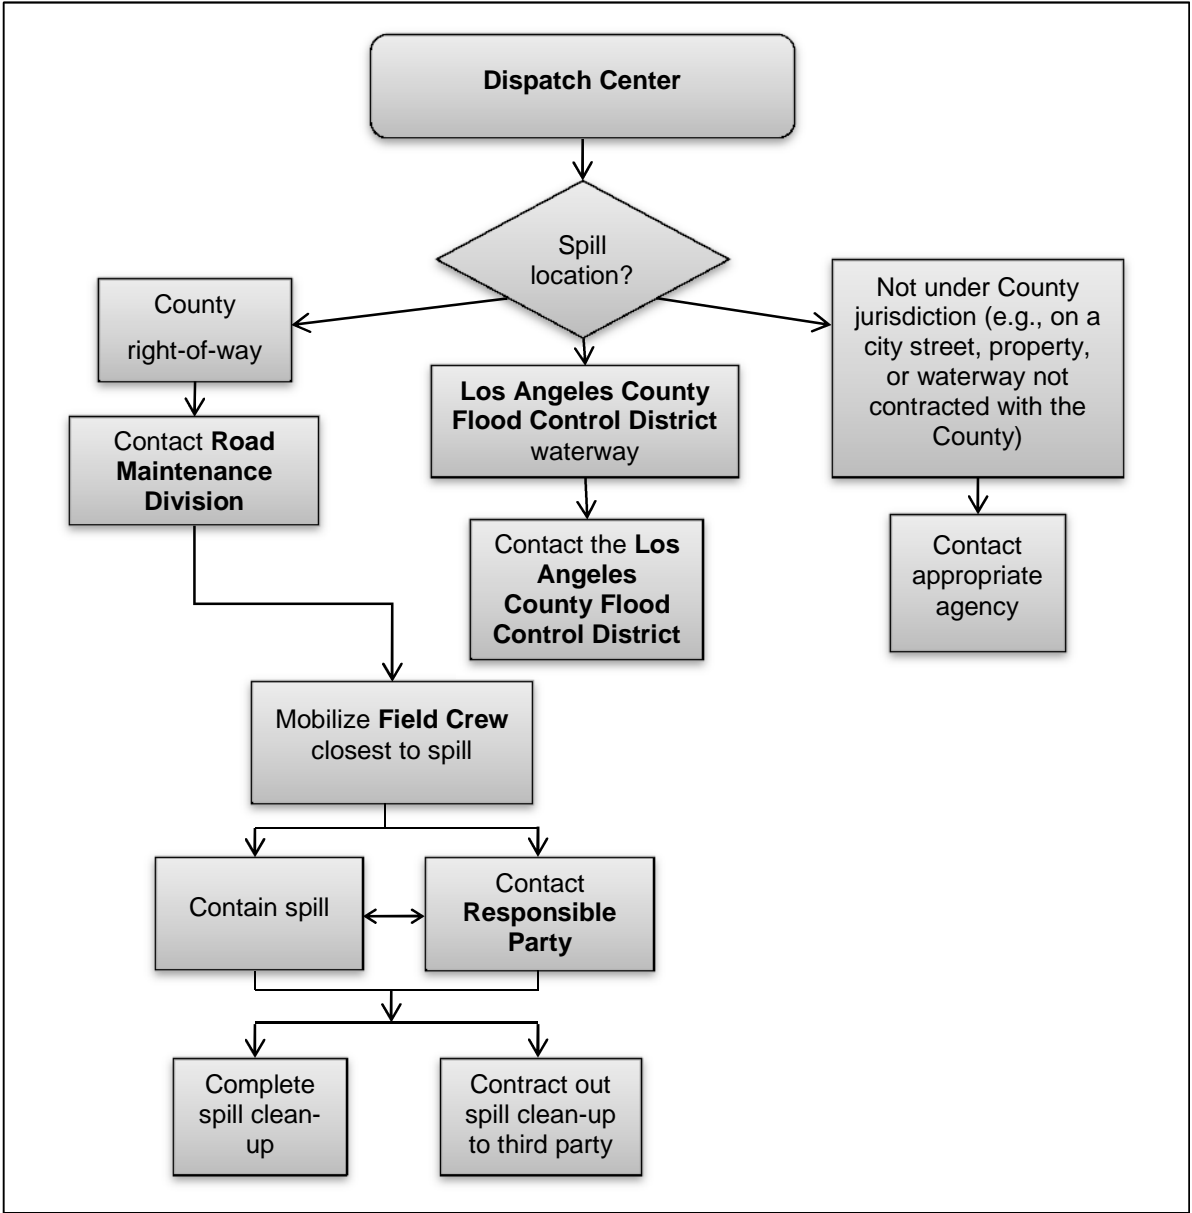 Dispatch Center
Spill
location?
County
right-of-way
Los Angeles County
Flood Control District
waterway
Not under County
jurisdiction (e.g., on a
city street, property,
or waterway not
contracted with the
County)
Contact Road
Maintenance
Division
Contact the Los
Angeles
County Flood
Control District
Contact
appropriate
agency
Mobilize Field Crew
closest to spill
Contain spill
Contact
Responsible
Party
Complete
spill clean-
up
Contract out
spill clean-up
to third party